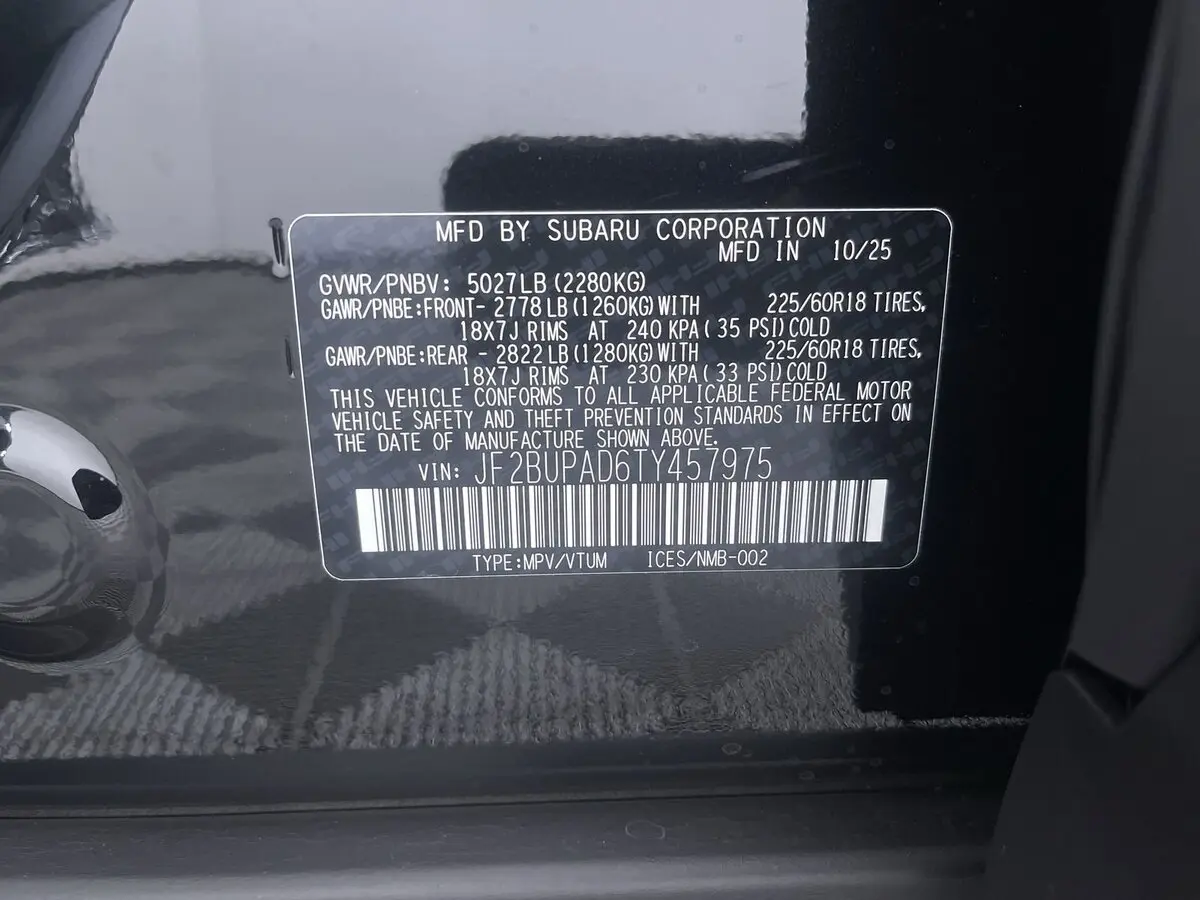 MFD BY SUBARU CORPORATION
MFD IN 10/25
GVWR/PNBV: 5027LB (2280KG)
GAWR/PNBE:FRONT- 2778 LB (1260KG) WITH 225/60R18 TIRES,
18X7J RIMS AT 240 KPA ( 35 PSI) COLD
GAWR/PNBE:REAR - 2822 LB (1280KG) WITH 225/60R18 TIRES,
18X7J RIMS AT 230 KPA ( 33 PSI) COLD
THIS VEHICLE CONFORMS TO ALL APPLICABLE FEDERAL MOTOR
VEHICLE SAFETY AND THEFT PREVENTION STANDARDS IN EFFECT ON
THE DATE OF MANUFACTURE SHOWN ABOVE.
VIN: JF2BUPAD6TY457975
TYPE:MPV/VTUM ICES/NMB-002